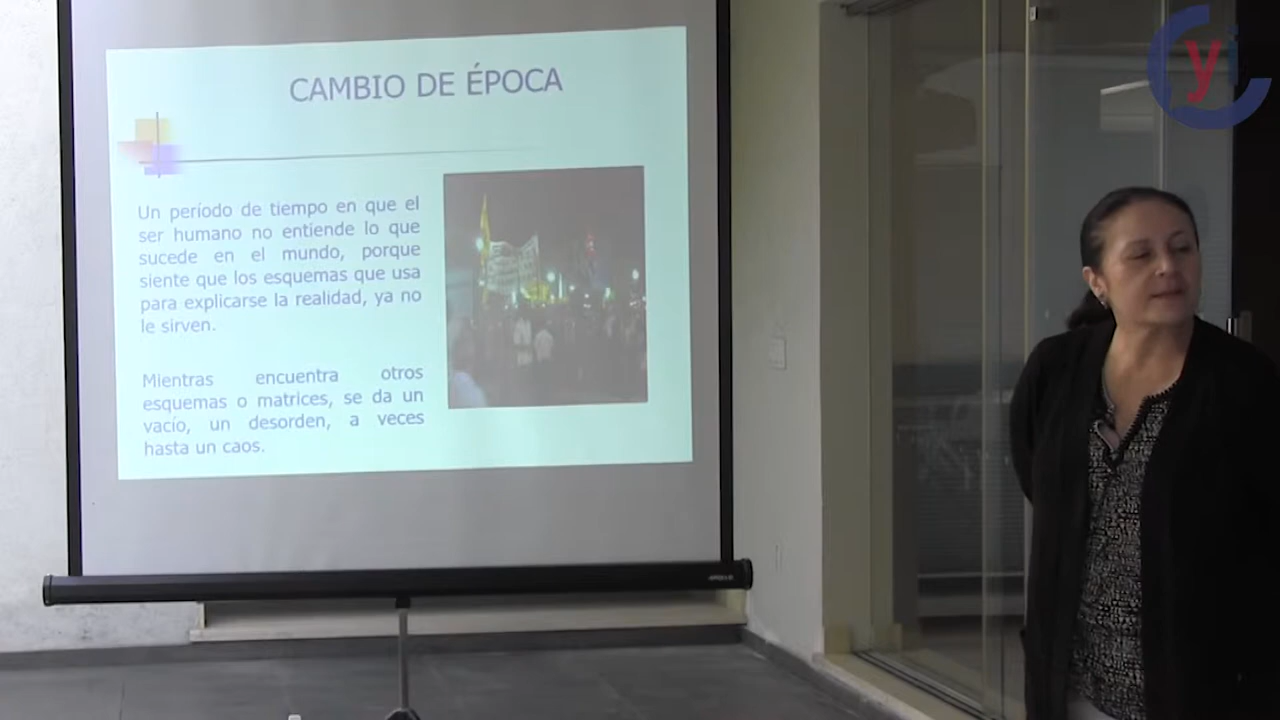 CAMBIO DE ÉPOCA
Un período de tiempo en que el
ser humano no entiende lo que
sucede en el mundo, porque
siente que los esquemas que usa
para explicarse la realidad, ya no
le sirven.
Mientras encuentra otros
esquemas o matrices, se da un
vacío, un desorden, a veces
hasta un caos.
yi